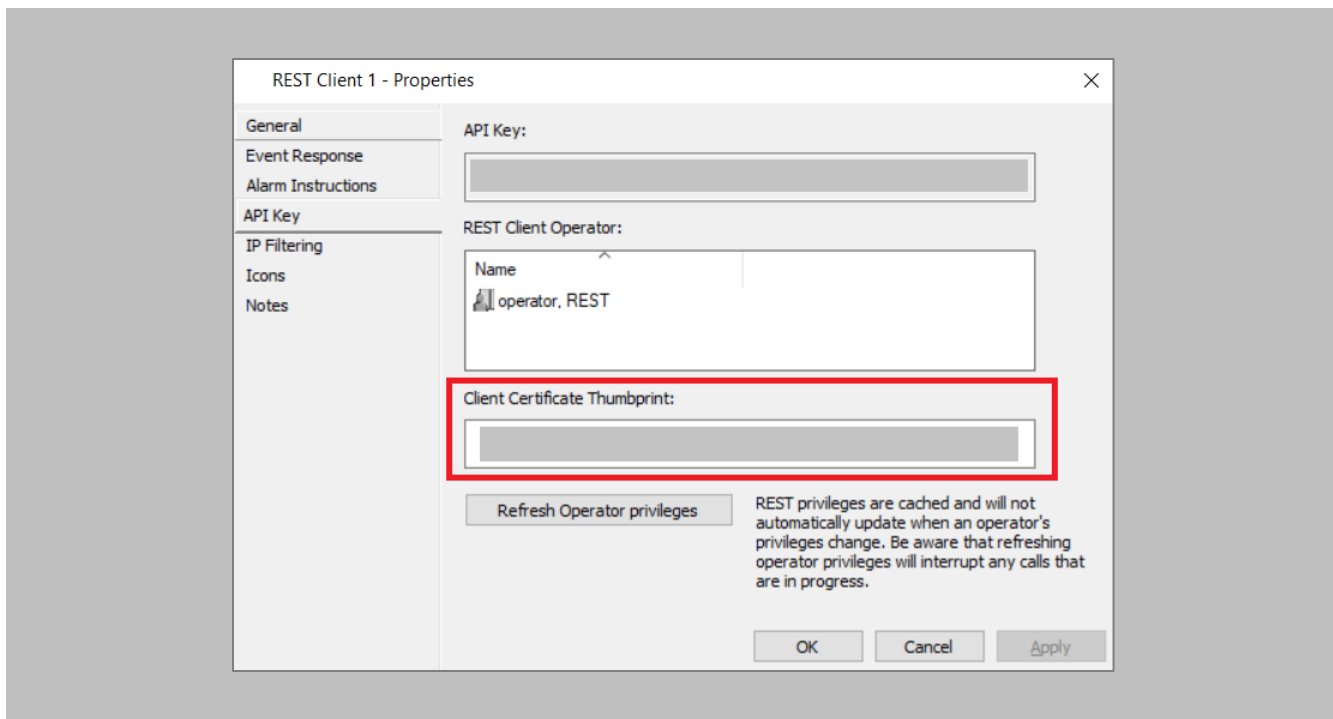 REST Client 1 - Properties
General
Event Response
Alarm Instructions
API Key
IP Filtering
Icons
Notes
API Key:
REST Client Operator:
Name
operator, REST
Client Certificate Thumbprint:
Refresh Operator privileges
REST privileges are cached and will not
automatically update when an operator's
privileges change. Be aware that refreshing
operator privileges will interrupt any calls that
are in progress.
OK
Cancel
Apply